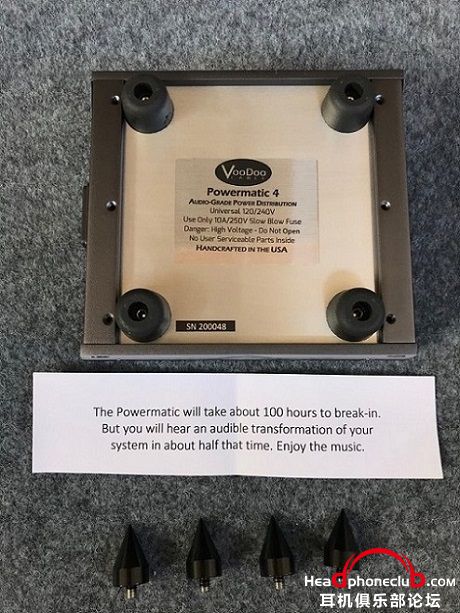 VOODOO
CABLE
Powermatic 4
AUDIO-GRADE POWER DISTRIBUTION
Universal 120/240V
Use Only 10A/250V Slow Blow Fuse
Danger: High Voltage - Do Not Open
No User Serviceable Parts Inside
HANDCRAFTED IN THE USA
SN 200048
The Powermatic will take about 100 hours to break-in.
But you will hear an audible transformation of your
system in about half that time. Enjoy the music.
Headphoneclub.com
耳机俱乐部论坛